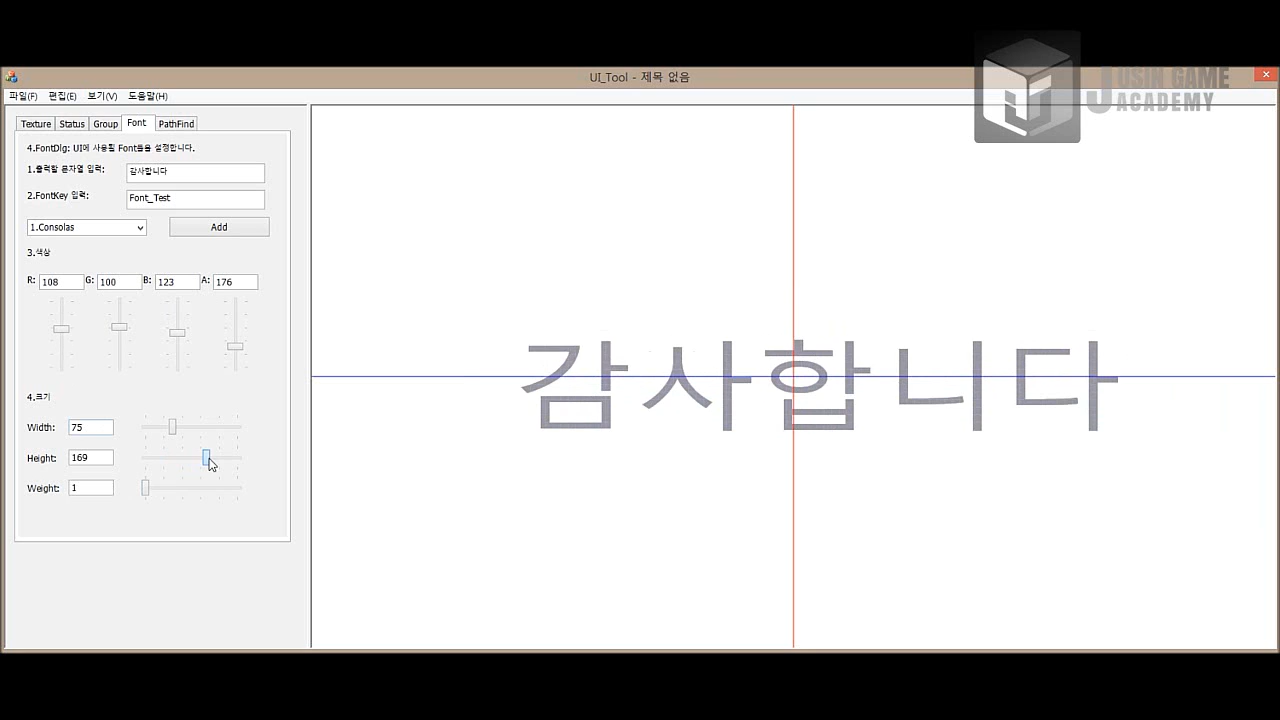 JUSIN GAME
ACADEMY
UI_Tool - 제목 없음
파일(F) 편집(E) 보기(V) 도움말(H)
Texture Status Group Font PathFind
4.FontDlg: UI에 사용될 Font들을 설정합니다.
1.출력할 문자열 입력: 감사합니다
2.FontKey 입력: Font_Test
1.Consolas Add
3.색상
R: 108 G: 100 B: 123 A: 176
4.크기
Width: 75
Height: 169
Weight: 1
감사합니다